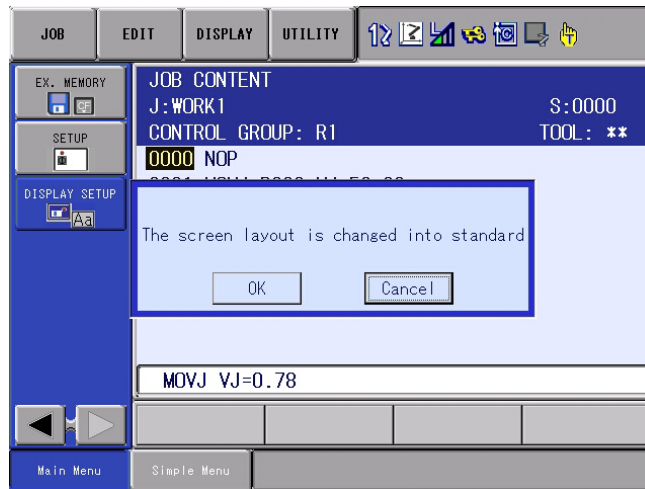 JOB
EDIT
DISPLAY
UTILITY
EX. MEMORY
CF
SETUP
DISPLAY SETUP
Aa
JOB CONTENT
J:WORK1 S:0000
CONTROL GROUP: R1 TOOL: **
0000 NOP
The screen layout is changed into standard
OK
Cancel
MOVJ VJ=0.78
Main Menu
Simple Menu